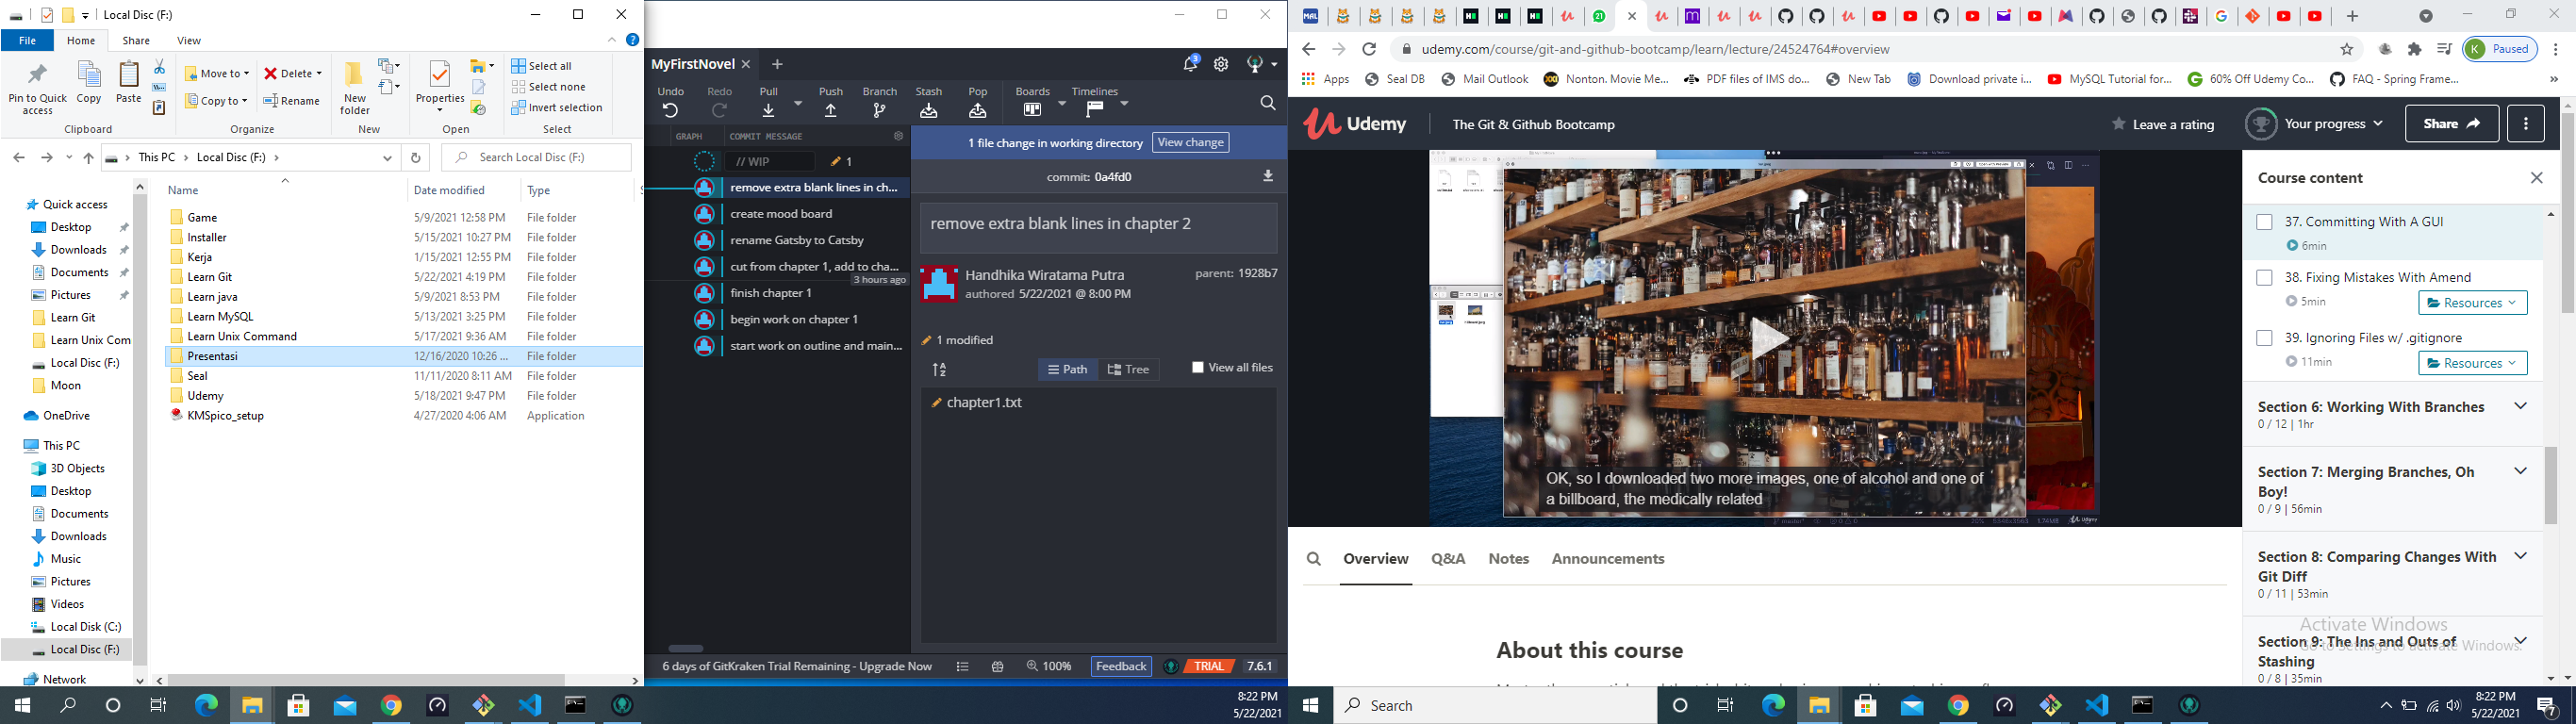 Local Disc (F:)
File
Home
Share
View
Pin to Quick access
Copy
Paste
Move to
Copy to
Delete
Rename
New folder
Properties
Select all
Select none
Invert selection
Clipboard
Organize
New
Open
Select
This PC
Local Disc (F:)
Search Local Disc (F:)
Quick access
Desktop
Downloads
Documents
Pictures
Learn Git
Learn Unix Com
Local Disc (F:)
Moon
OneDrive
This PC
3D Objects
Desktop
Documents
Downloads
Music
Pictures
Videos
Local Disk (C:)
Local Disc (F:)
Network
Name Date modified Type S
Game 5/9/2021 12:58 PM File folder
Installer 5/15/2021 10:27 PM File folder
Kerja 1/15/2021 12:55 PM File folder
Learn Git 5/22/2021 4:19 PM File folder
Learn java 5/9/2021 8:53 PM File folder
Learn MySQL 5/13/2021 3:25 PM File folder
Learn Unix Command 5/17/2021 9:36 AM File folder
Presentasi 12/16/2020 10:26 ... File folder
Seal 11/11/2020 8:11 AM File folder
Udemy 5/18/2021 9:47 PM File folder
KMSpico_setup 4/27/2020 4:06 AM Application
MyFirstNovel
3
Undo Redo Pull Push Branch Stash Pop Boards Timelines
GRAPH COMMIT MESSAGE
// WIP 1
remove extra blank lines in ch...
create mood board
rename Gatsby to Catsby
cut from chapter 1, add to cha...
3 hours ago
finish chapter 1
begin work on chapter 1
start work on outline and main...
1 file change in working directory View change
commit: 0a4fd0
remove extra blank lines in chapter 2
Handhika Wiratama Putra
authored 5/22/2021 @ 8:00 PM
parent: 1928b7
1 modified
Path Tree View all files
chapter1.txt
6 days of GitKraken Trial Remaining - Upgrade Now 100% Feedback TRIAL 7.6.1
8:22 PM
5/22/2021
MAL
21
udemy.com/course/git-and-github-bootcamp/learn/lecture/24524764#overview
K Paused
Apps Seal DB Mail Outlook Nonton. Movie Me... PDF files of IMS do... New Tab Download private i... MySQL Tutorial for... 60% Off Udemy Co... FAQ - Spring Frame...
Udemy The Git & Github Bootcamp Leave a rating Your progress Share
OK, so I downloaded two more images, one of alcohol and one of
a billboard, the medically related
Course content
37. Committing With A GUI
6min
38. Fixing Mistakes With Amend
5min Resources
39. Ignoring Files w/ .gitignore
11min Resources
Section 6: Working With Branches
0 / 12 | 1hr
Section 7: Merging Branches, Oh
Boy!
0 / 9 | 56min
Section 8: Comparing Changes With
Git Diff
0 / 11 | 53min
Activate Windows
Go to Settings to activate Windows.
Section 9: The Ins and Outs of
Stashing
0 / 8 | 35min
Overview Q&A Notes Announcements
About this course
Search
8:22 PM
5/22/2021
7